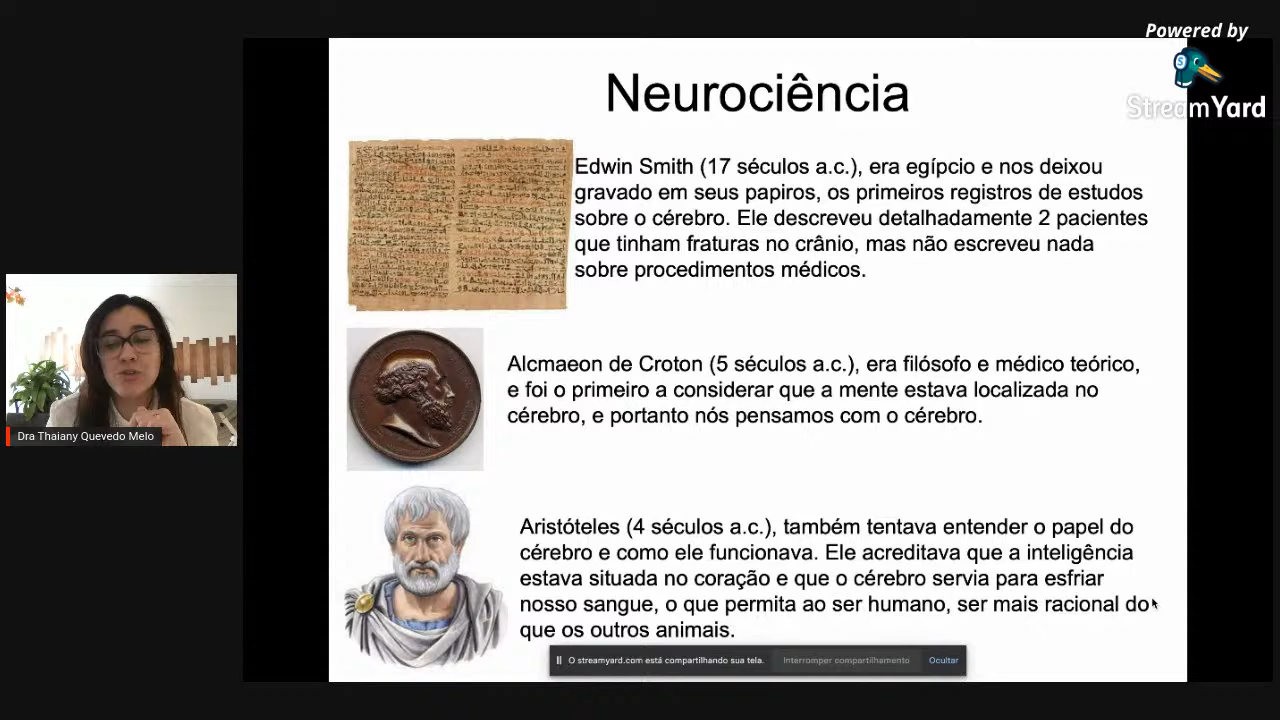 Powered by
StreamYard
Neurociência
Edwin Smith (17 séculos a.c.), era egípcio e nos deixou
gravado em seus papiros, os primeiros registros de estudos
sobre o cérebro. Ele descreveu detalhadamente 2 pacientes
que tinham fraturas no crânio, mas não escreveu nada
sobre procedimentos médicos.
Alcmaeon de Croton (5 séculos a.c.), era filósofo e médico teórico,
e foi o primeiro a considerar que a mente estava localizada no
cérebro, e portanto nós pensamos com o cérebro.
Dra Thaiany Quevedo Melo
Aristóteles (4 séculos a.c.), também tentava entender o papel do
cérebro e como ele funcionava. Ele acreditava que a inteligência
estava situada no coração e que o cérebro servia para esfriar
nosso sangue, o que permita ao ser humano, ser mais racional do
que os outros animais.
O streamyard.com está compartilhando sua tela. Interromper compartilhamento Ocultar